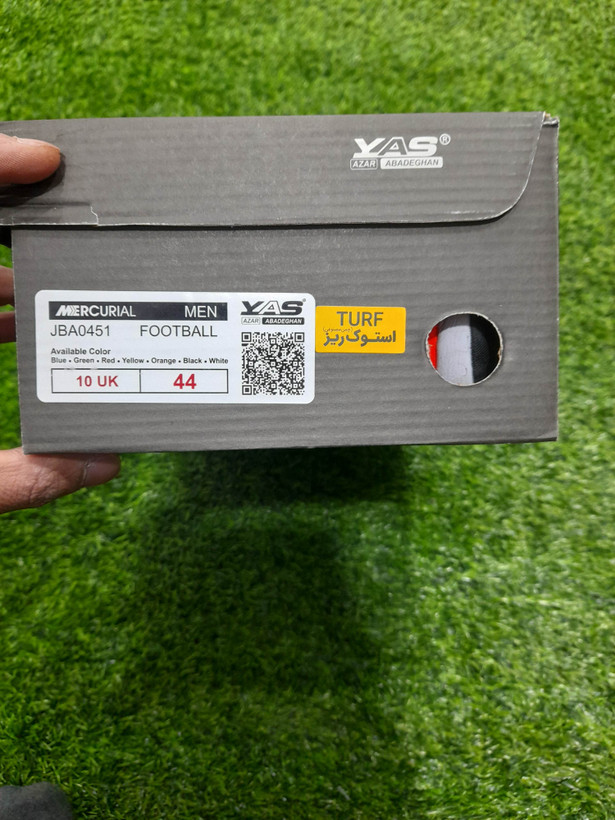 YAS®
AZAR ABADEGHAN
MERCURIAL MEN
JBA0451 FOOTBALL
YAS®
AZAR ABADEGHAN
Available Color
Blue • Green • Red • Yellow • Orange • Black • White
10 UK 44
TURF
استوک ریز